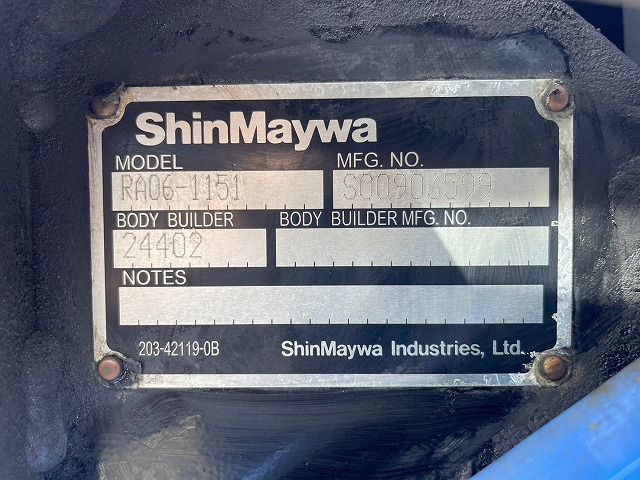 ShinMaywa
MODEL MFG. NO.
RA06-1151
BODY BUILDER BODY BUILDER MFG. NO.
24402
NOTES
203-42119-0B ShinMaywa Industries, Ltd.